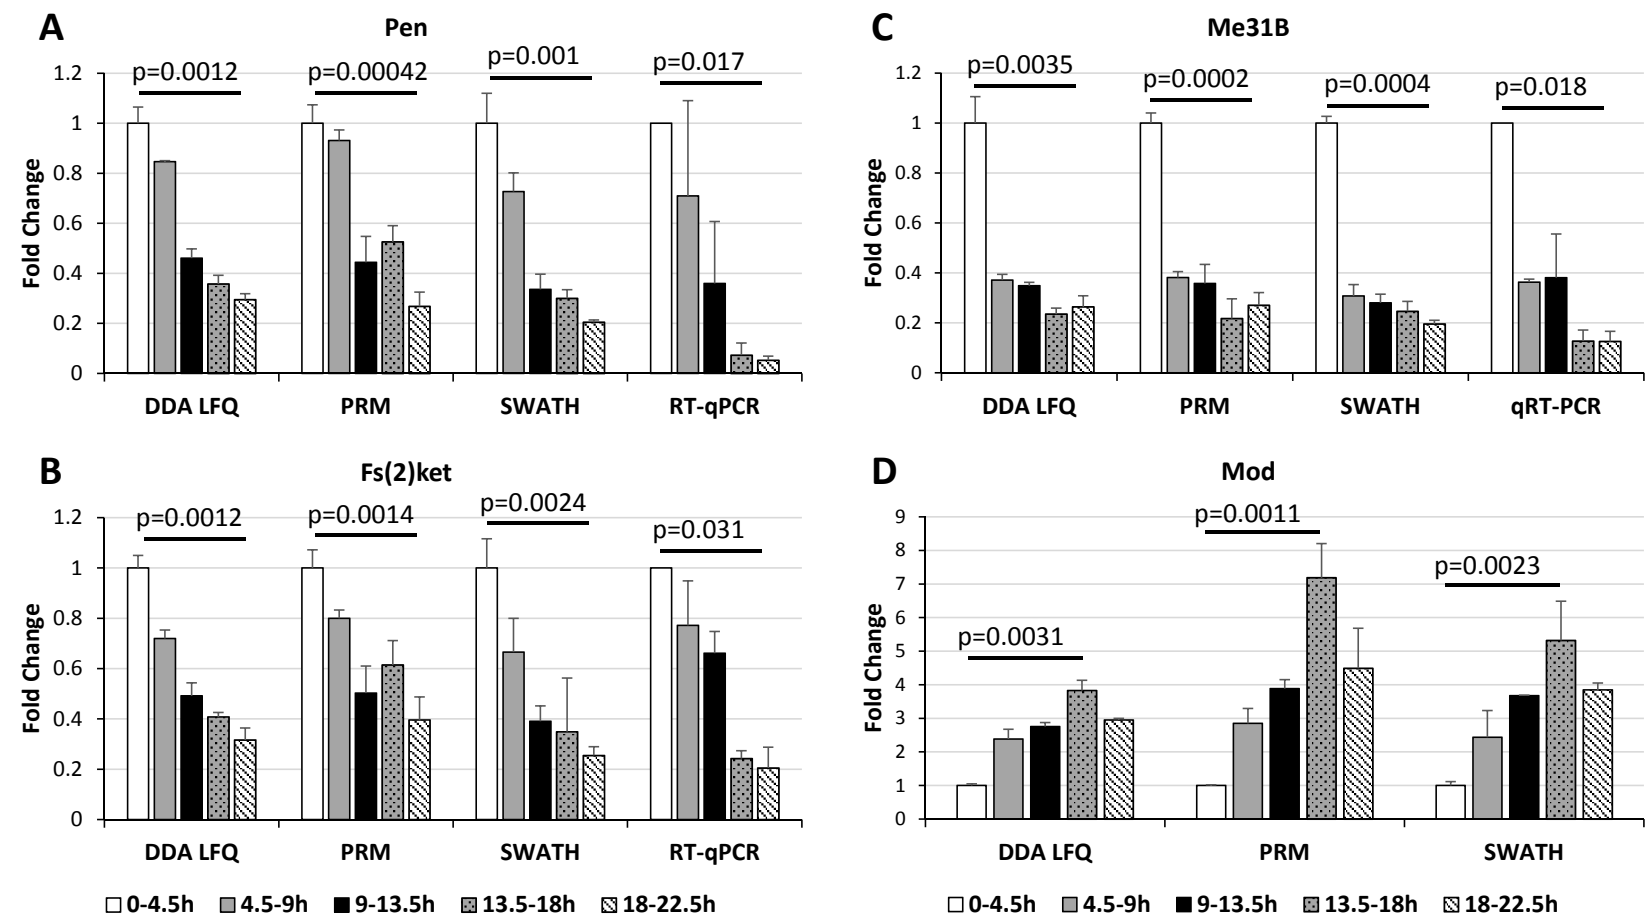 A
Pen
p=0.0012
p=0.00042
p=0.001
p=0.017
Fold Change
1.2
1
0.8
0.6
0.4
0.2
0
DDA LFQ
PRM
SWATH
RT-qPCR
C
Me31B
p=0.0035
p=0.0002
p=0.0004
p=0.018
Fold Change
1.2
1
0.8
0.6
0.4
0.2
0
DDA LFQ
PRM
SWATH
qRT-PCR
B
Fs(2)ket
p=0.0012
p=0.0014
p=0.0024
p=0.031
Fold Change
1.2
1
0.8
0.6
0.4
0.2
0
DDA LFQ
PRM
SWATH
RT-qPCR
0-4.5h 4.5-9h 9-13.5h 13.5-18h 18-22.5h
D
Mod
p=0.0031
p=0.0011
p=0.0023
Fold Change
9
8
7
6
5
4
3
2
1
0
DDA LFQ
PRM
SWATH
0-4.5h 4.5-9h 9-13.5h 13.5-18h 18-22.5h